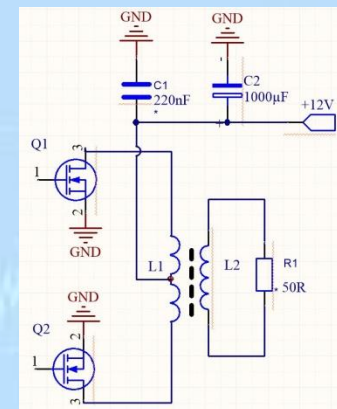 GND
GND
C1
220nF
*
-
C2
1000µF
+
+12V
Q1
3
1
2
GND
L1
L2
R1
* 50R
GND
Q2
2
1
3